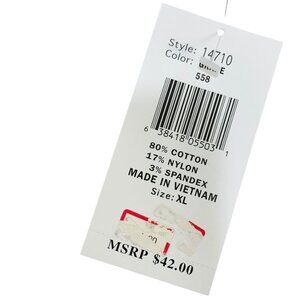 Style: 14710
Color:
558
6 38418 05503 1
80% COTTON
17% NYLON
3% SPANDEX
MADE IN VIETNAM
Size: XL
MSRP $42.00